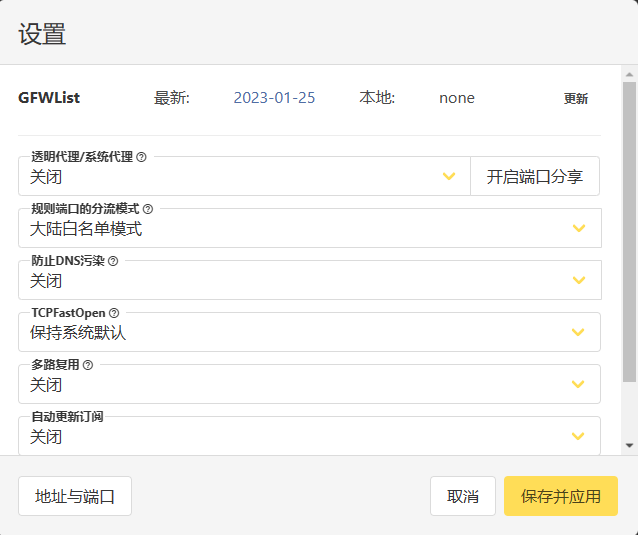 设置
GFWList 最新: 2023-01-25 本地: none 更新
透明代理/系统代理
关闭 开启端口分享
规则端口的分流模式
大陆白名单模式
防止DNS污染
关闭
TCPFastOpen
保持系统默认
多路复用
关闭
自动更新订阅
关闭
地址与端口 取消 保存并应用